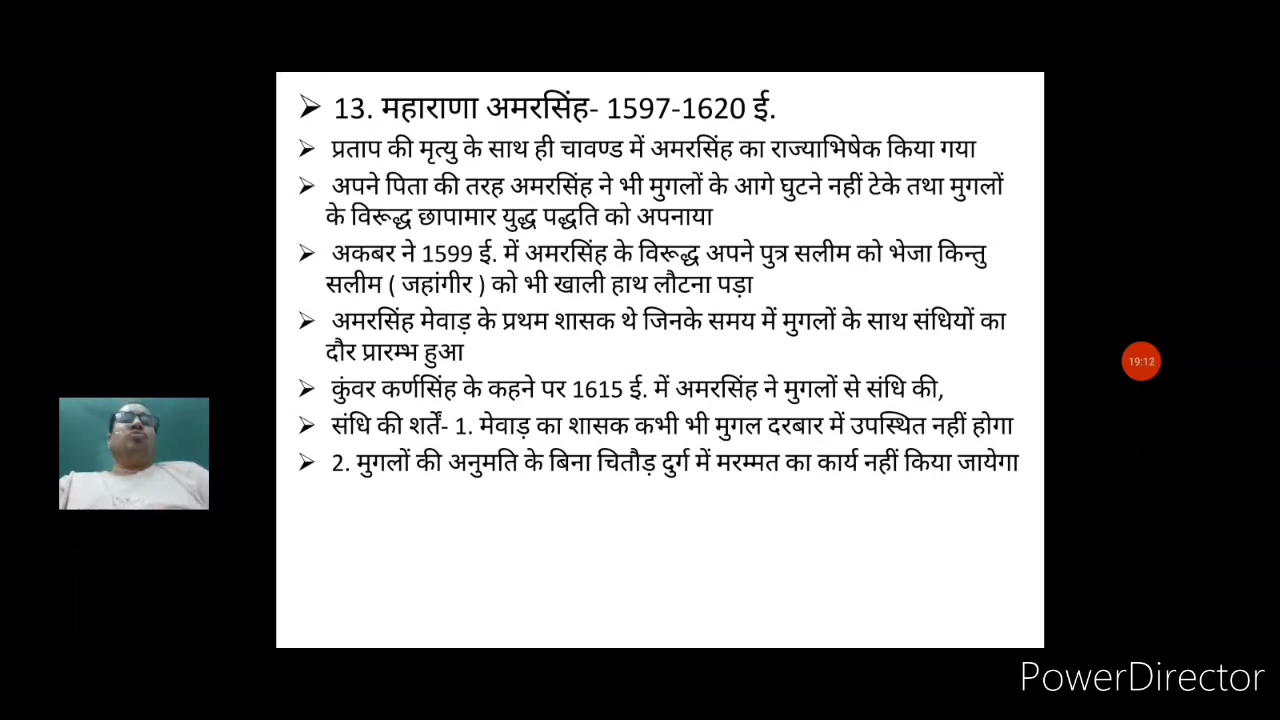 ➢ 13. महाराणा अमरसिंह- 1597-1620 ई.
➢ प्रताप की मृत्यु के साथ ही चावण्ड में अमरसिंह का राज्याभिषेक किया गया
➢ अपने पिता की तरह अमरसिंह ने भी मुगलों के आगे घुटने नहीं टेके तथा मुगलों
के विरूद्ध छापामार युद्ध पद्धति को अपनाया
➢ अकबर ने 1599 ई. में अमरसिंह के विरूद्ध अपने पुत्र सलीम को भेजा किन्तु
सलीम ( जहांगीर ) को भी खाली हाथ लौटना पड़ा
➢ अमरसिंह मेवाड़ के प्रथम शासक थे जिनके समय में मुगलों के साथ संधियों का
दौर प्रारम्भ हुआ
➢ कुंवर कर्णसिंह के कहने पर 1615 ई. में अमरसिंह ने मुगलों से संधि की,
➢ संधि की शर्तें- 1. मेवाड़ का शासक कभी भी मुगल दरबार में उपस्थित नहीं होगा
➢ 2. मुगलों की अनुमति के बिना चितौड़ दुर्ग में मरम्मत का कार्य नहीं किया जायेगा
19:12
PowerDirector